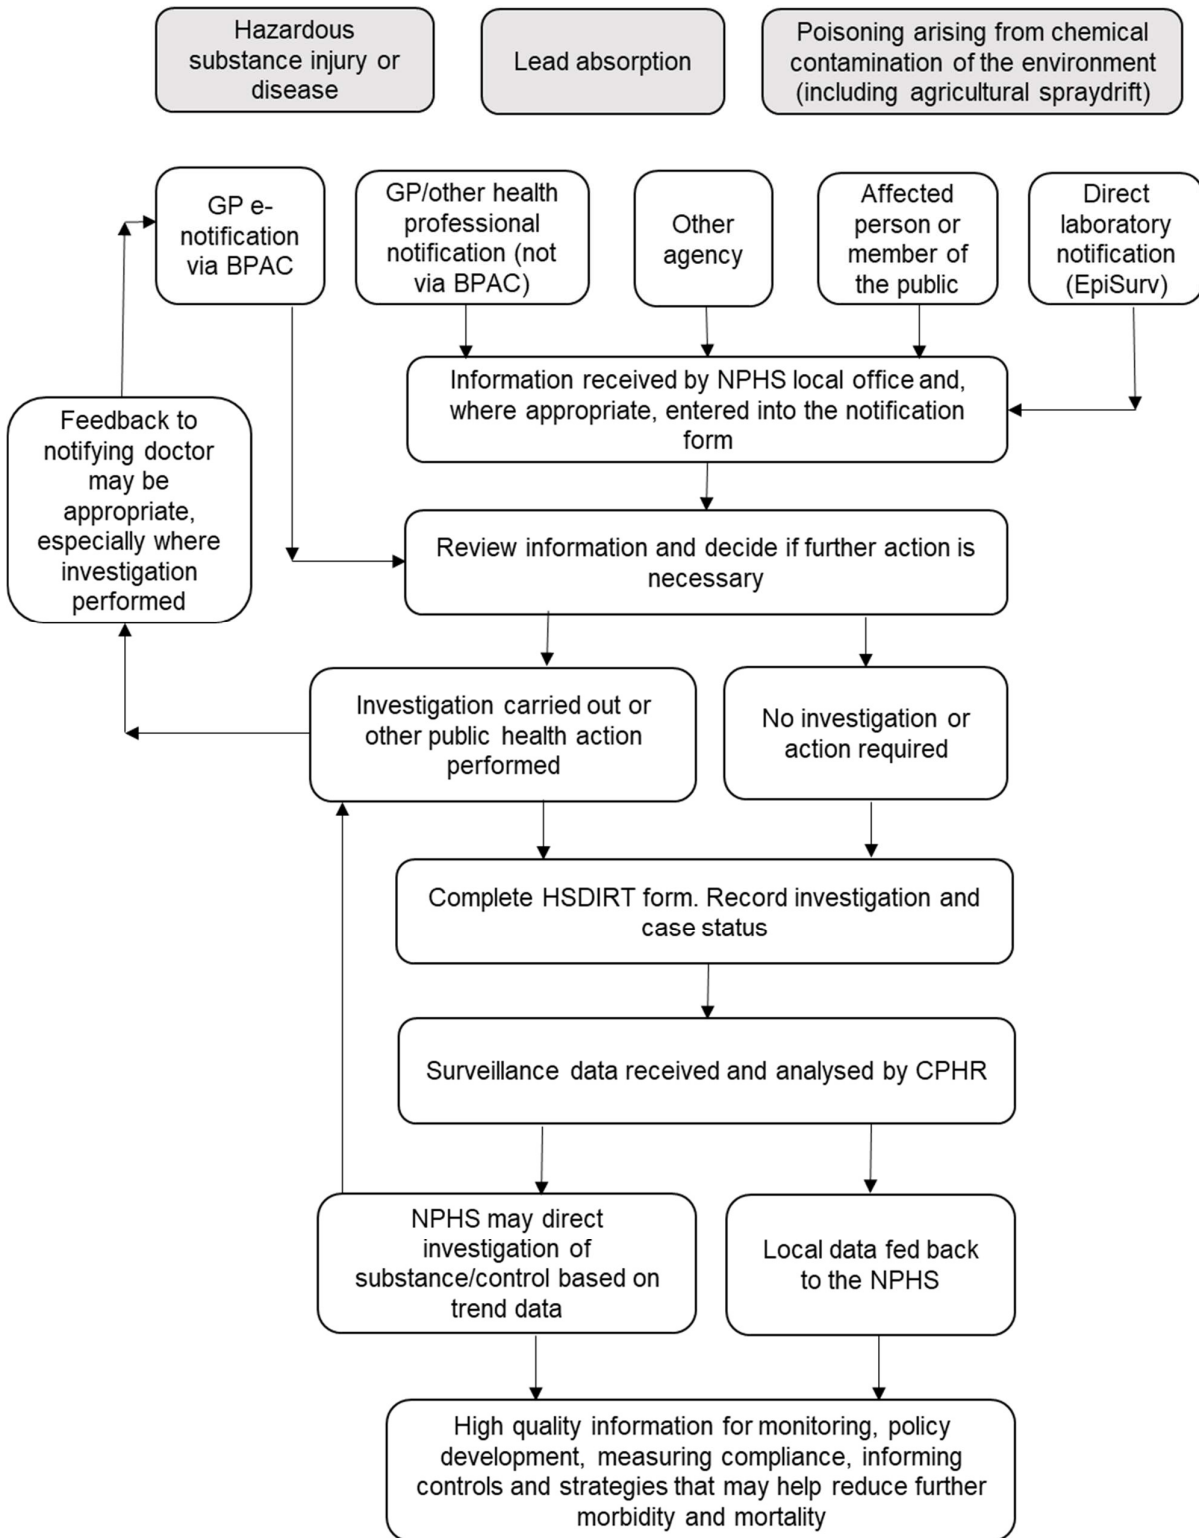 Hazardous
substance injury or
disease
Lead absorption
Poisoning arising from chemical
contamination of the environment
(including agricultural spraydrift)
GP e-
notification
via BPAC
GP/other health
professional
notification (not
via BPAC)
Other
agency
Affected
person or
member of
the public
Direct
laboratory
notification
(EpiSurv)
Information received by NPHS local office and,
where appropriate, entered into the notification
form
Feedback to
notifying doctor
may be
appropriate,
especially where
investigation
performed
Review information and decide if further action is
necessary
Investigation carried out or
other public health action
performed
No investigation or
action required
Complete HSDIRT form. Record investigation and
case status
Surveillance data received and analysed by CPHR
NPHS may direct
investigation of
substance/control based on
trend data
Local data fed back
to the NPHS
High quality information for monitoring, policy
development, measuring compliance, informing
controls and strategies that may help reduce further
morbidity and mortality